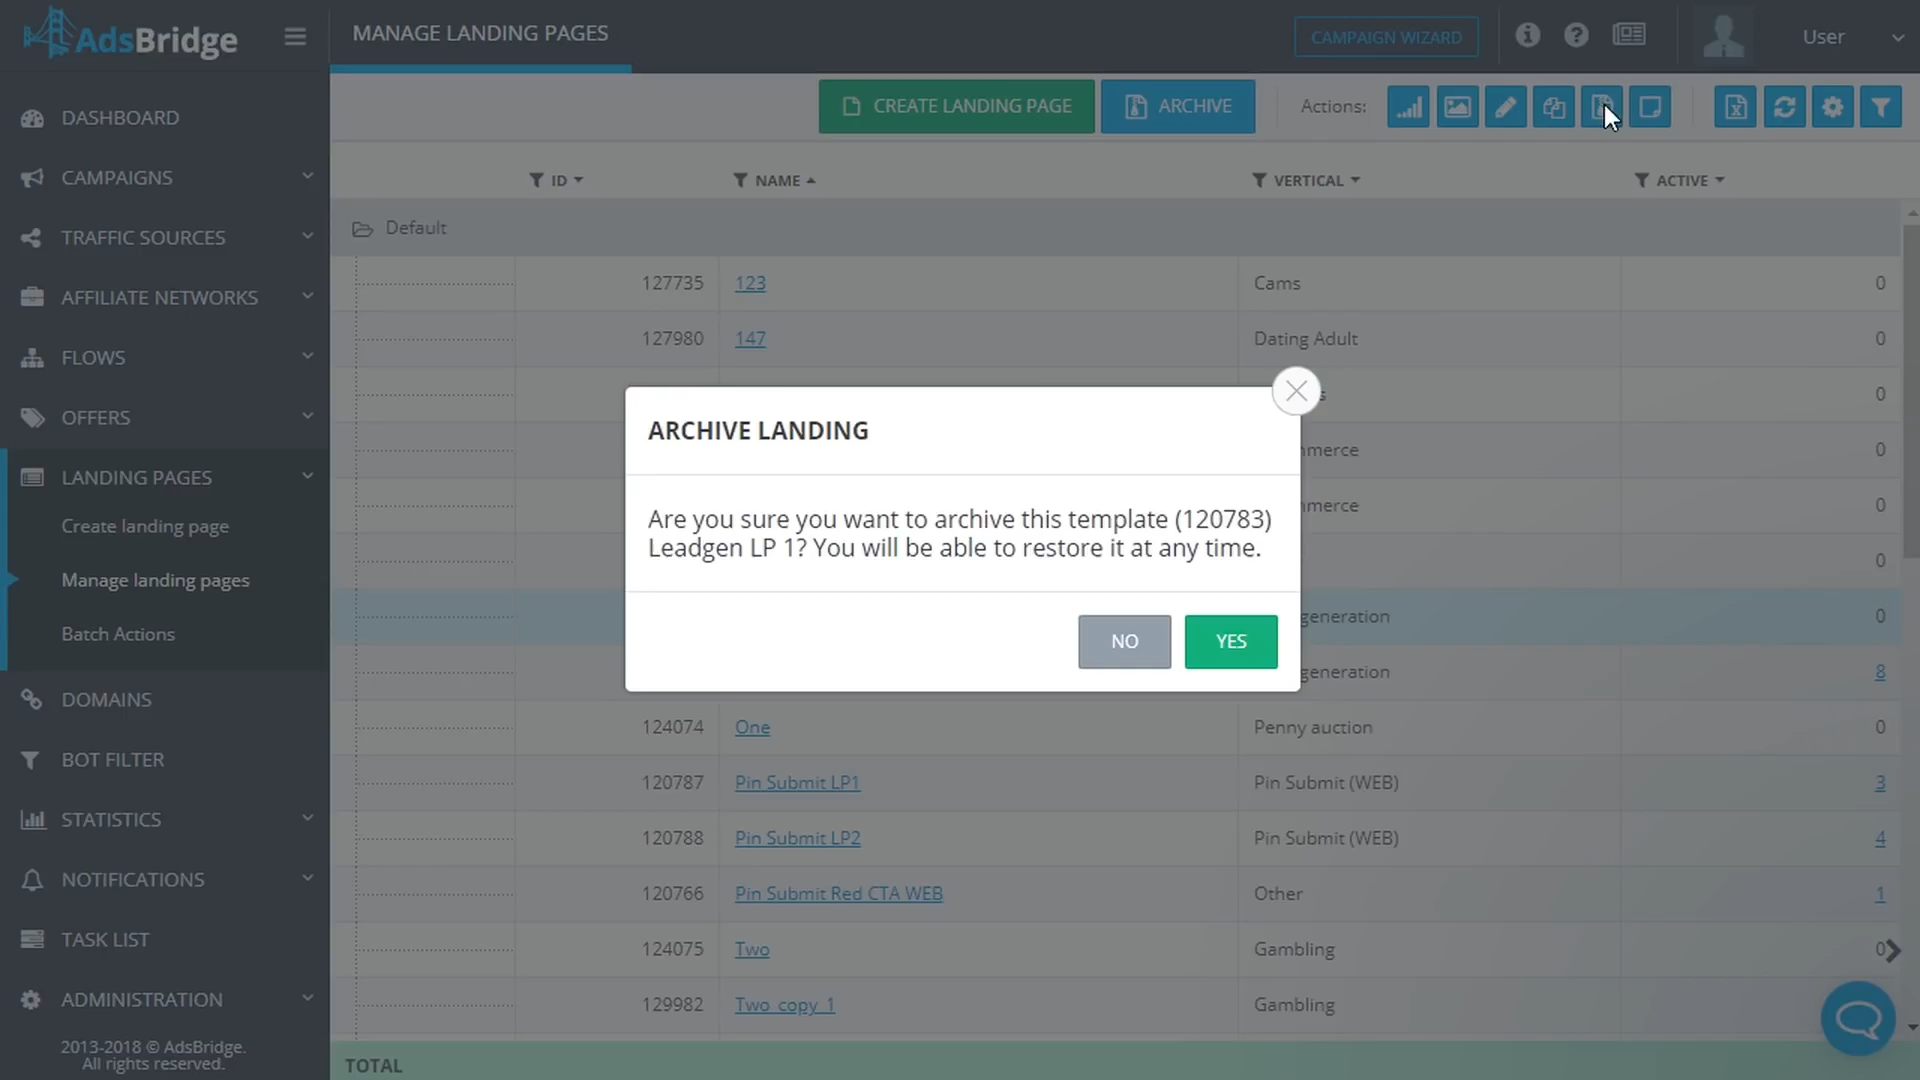 AdsBridge
MANAGE LANDING PAGES
CAMPAIGN WIZARD
User
DASHBOARD
CAMPAIGNS
TRAFFIC SOURCES
AFFILIATE NETWORKS
FLOWS
OFFERS
LANDING PAGES
Create landing page
Manage landing pages
Batch Actions
DOMAINS
BOT FILTER
STATISTICS
NOTIFICATIONS
TASK LIST
ADMINISTRATION
2013-2018 © AdsBridge.
All rights reserved.
CREATE LANDING PAGE ARCHIVE Actions:
ID NAME VERTICAL ACTIVE
Default
127735 123 Cams 0
127980 147 Dating Adult 0
0
0
0
0
ARCHIVE LANDING
Are you sure you want to archive this template (120783)
Leadgen LP 1? You will be able to restore it at any time.
NO YES
generation 0
generation 8
124074 One Penny auction 0
120787 Pin Submit LP1 Pin Submit (WEB) 3
120788 Pin Submit LP2 Pin Submit (WEB) 4
120766 Pin Submit Red CTA WEB Other 1
124075 Two Gambling 0
129982 Two_copy_1 Gambling
TOTAL